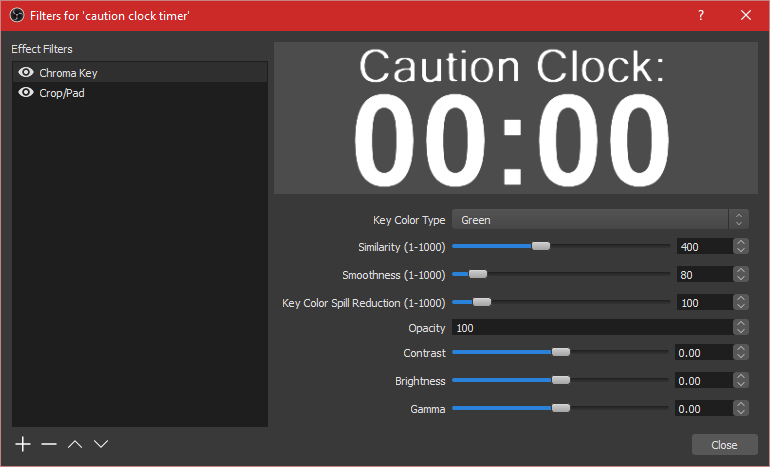 Filters for 'caution clock timer'
?
Effect Filters
Chroma Key
Crop/Pad
Caution Clock:
00:00
Key Color Type Green
Similarity (1-1000) 400
Smoothness (1-1000) 80
Key Color Spill Reduction (1-1000) 100
Opacity 100
Contrast 0.00
Brightness 0.00
Gamma 0.00
Close